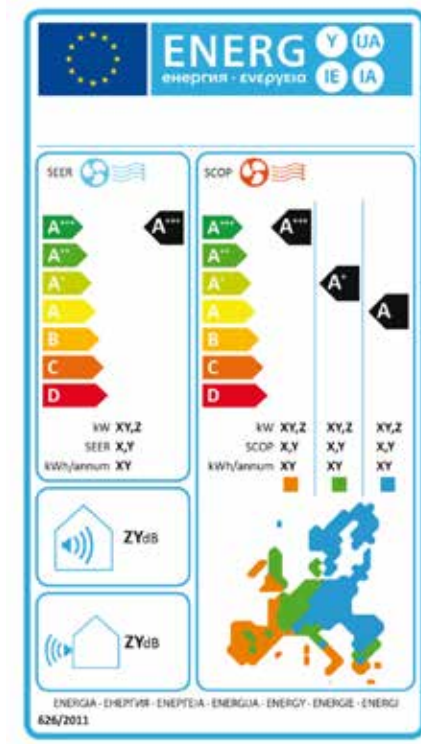 ENERG Y UA
енергия · ενεργεια IE IA
SEER
A+++ A+++
A++
A+
A
B
C
D
kW XY,Z
SEER X,Y
kWh/annum XY
SCOP
A+++ A+++
A++
A+ A+
A A
B
C
D
kW XY,Z XY,Z XY,Z
SCOP X,Y X,Y X,Y
kWh/annum XY XY XY
ZYdB
ZYdB
ENERGIA - ЕНЕРГИЯ - ΕΝΕΡΓΕΙΑ - ENERGIJA - ENERGY - ENERGIE - ENERGI
626/2011